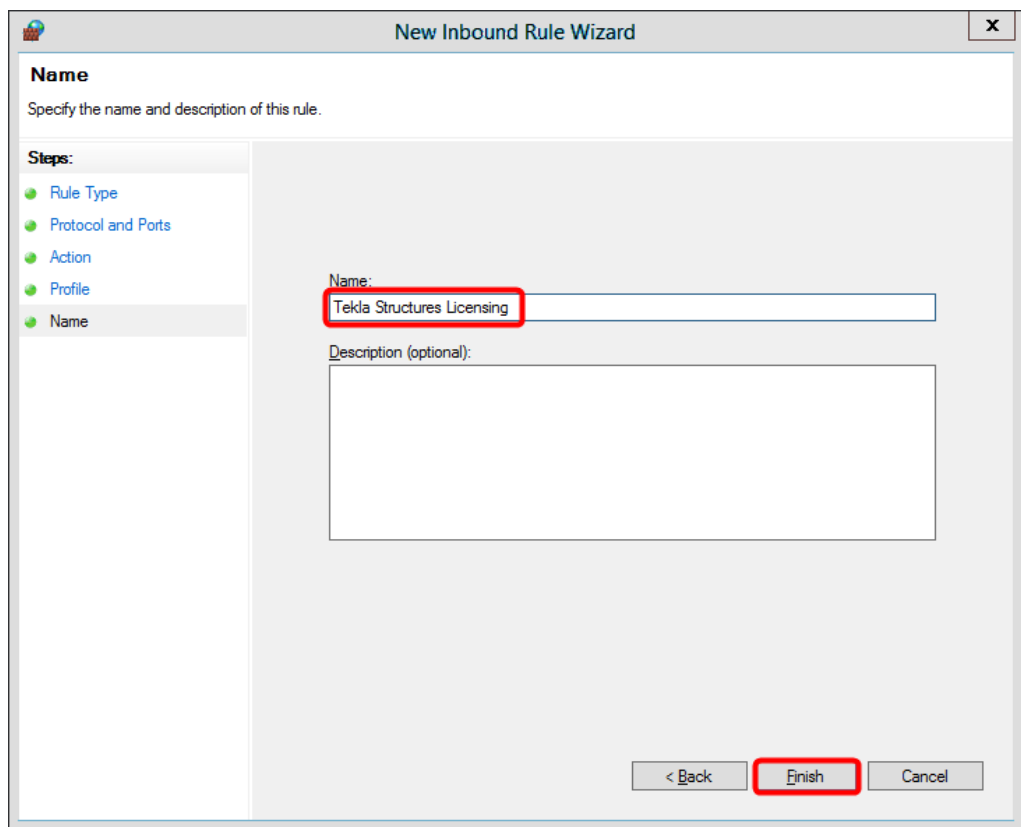 New Inbound Rule Wizard
x
Name
Specify the name and description of this rule.
Steps:
Rule Type
Protocol and Ports
Action
Profile
Name
Name:
Tekla Structures Licensing
Description (optional):
< Back Finish Cancel